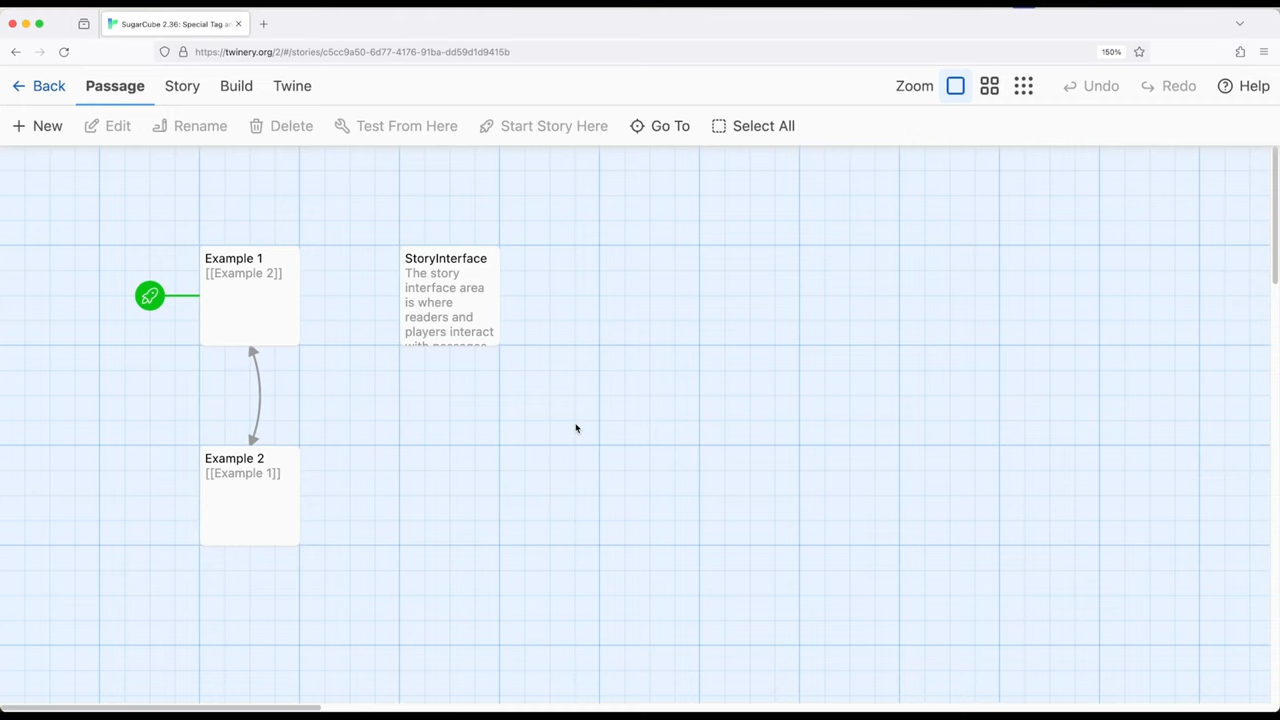 SugarCube 2.36: Special Tag a
https://twinery.org/2/#/stories/c5cc9a50-6d77-4176-91ba-dd59d1d9415b
150%
Back
Passage
Story
Build
Twine
Zoom
Undo
Redo
Help
New
Edit
Rename
Delete
Test From Here
Start Story Here
Go To
Select All
Example 1
[[Example 2]]
StoryInterface
The story
interface area
is where
readers and
players interact
with passages
Example 2
[[Example 1]]